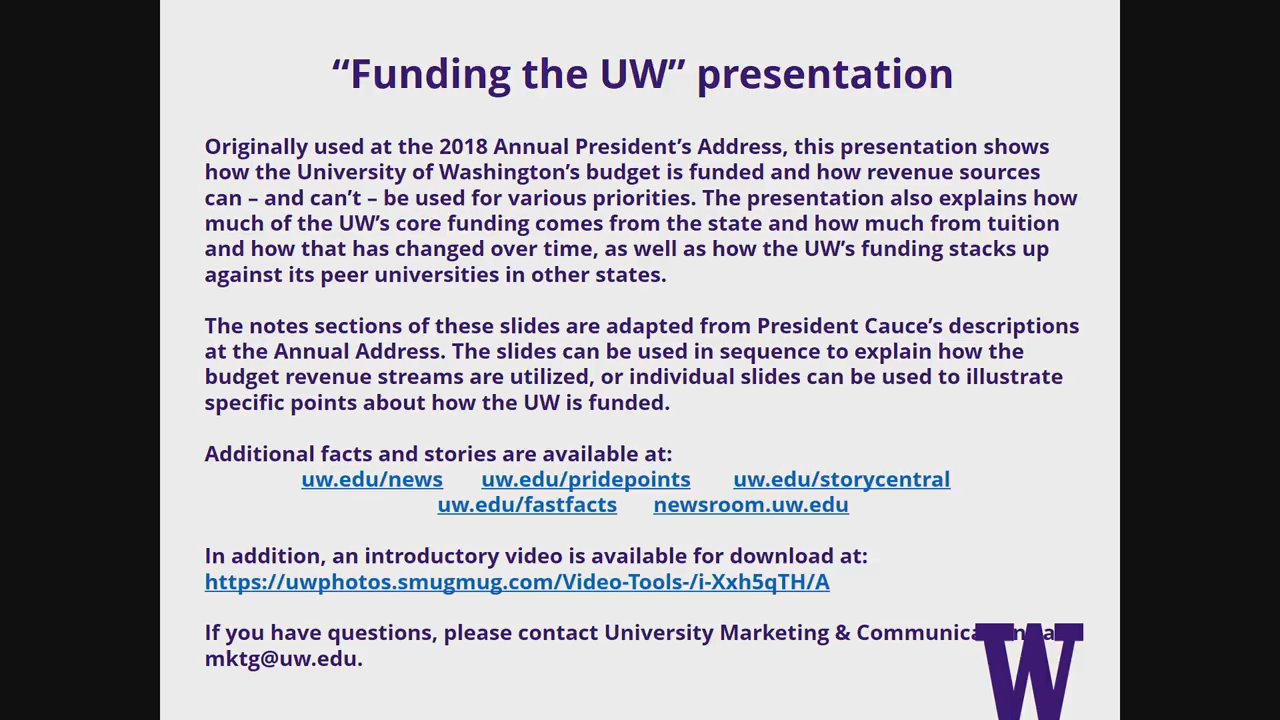 “Funding the UW” presentation
Originally used at the 2018 Annual President’s Address, this presentation shows
how the University of Washington’s budget is funded and how revenue sources
can – and can’t – be used for various priorities. The presentation also explains how
much of the UW’s core funding comes from the state and how much from tuition
and how that has changed over time, as well as how the UW’s funding stacks up
against its peer universities in other states.
The notes sections of these slides are adapted from President Cauce’s descriptions
at the Annual Address. The slides can be used in sequence to explain how the
budget revenue streams are utilized, or individual slides can be used to illustrate
specific points about how the UW is funded.
Additional facts and stories are available at:
uw.edu/news uw.edu/pridepoints uw.edu/storycentral
uw.edu/fastfacts newsroom.uw.edu
In addition, an introductory video is available for download at:
https://uwphotos.smugmug.com/Video-Tools-/i-Xxh5qTH/A
If you have questions, please contact University Marketing &
mktg@uw.edu.
W